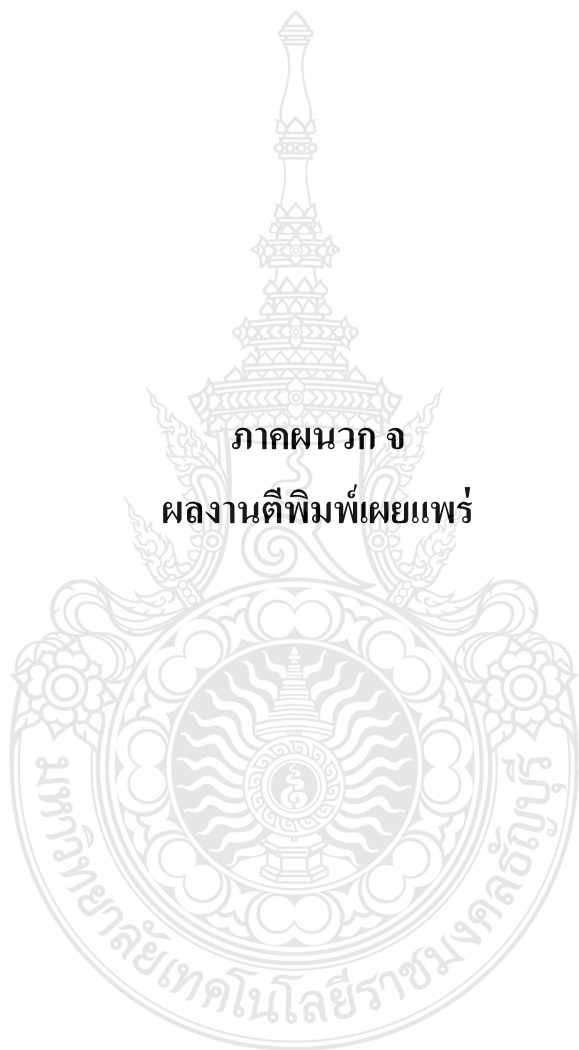 ภาคผนวก จ
ผลงานตีพิมพ์เผยแพร่
มหาวิทยาลัยเทคโนโลยีราชมงคลธัญบุรี